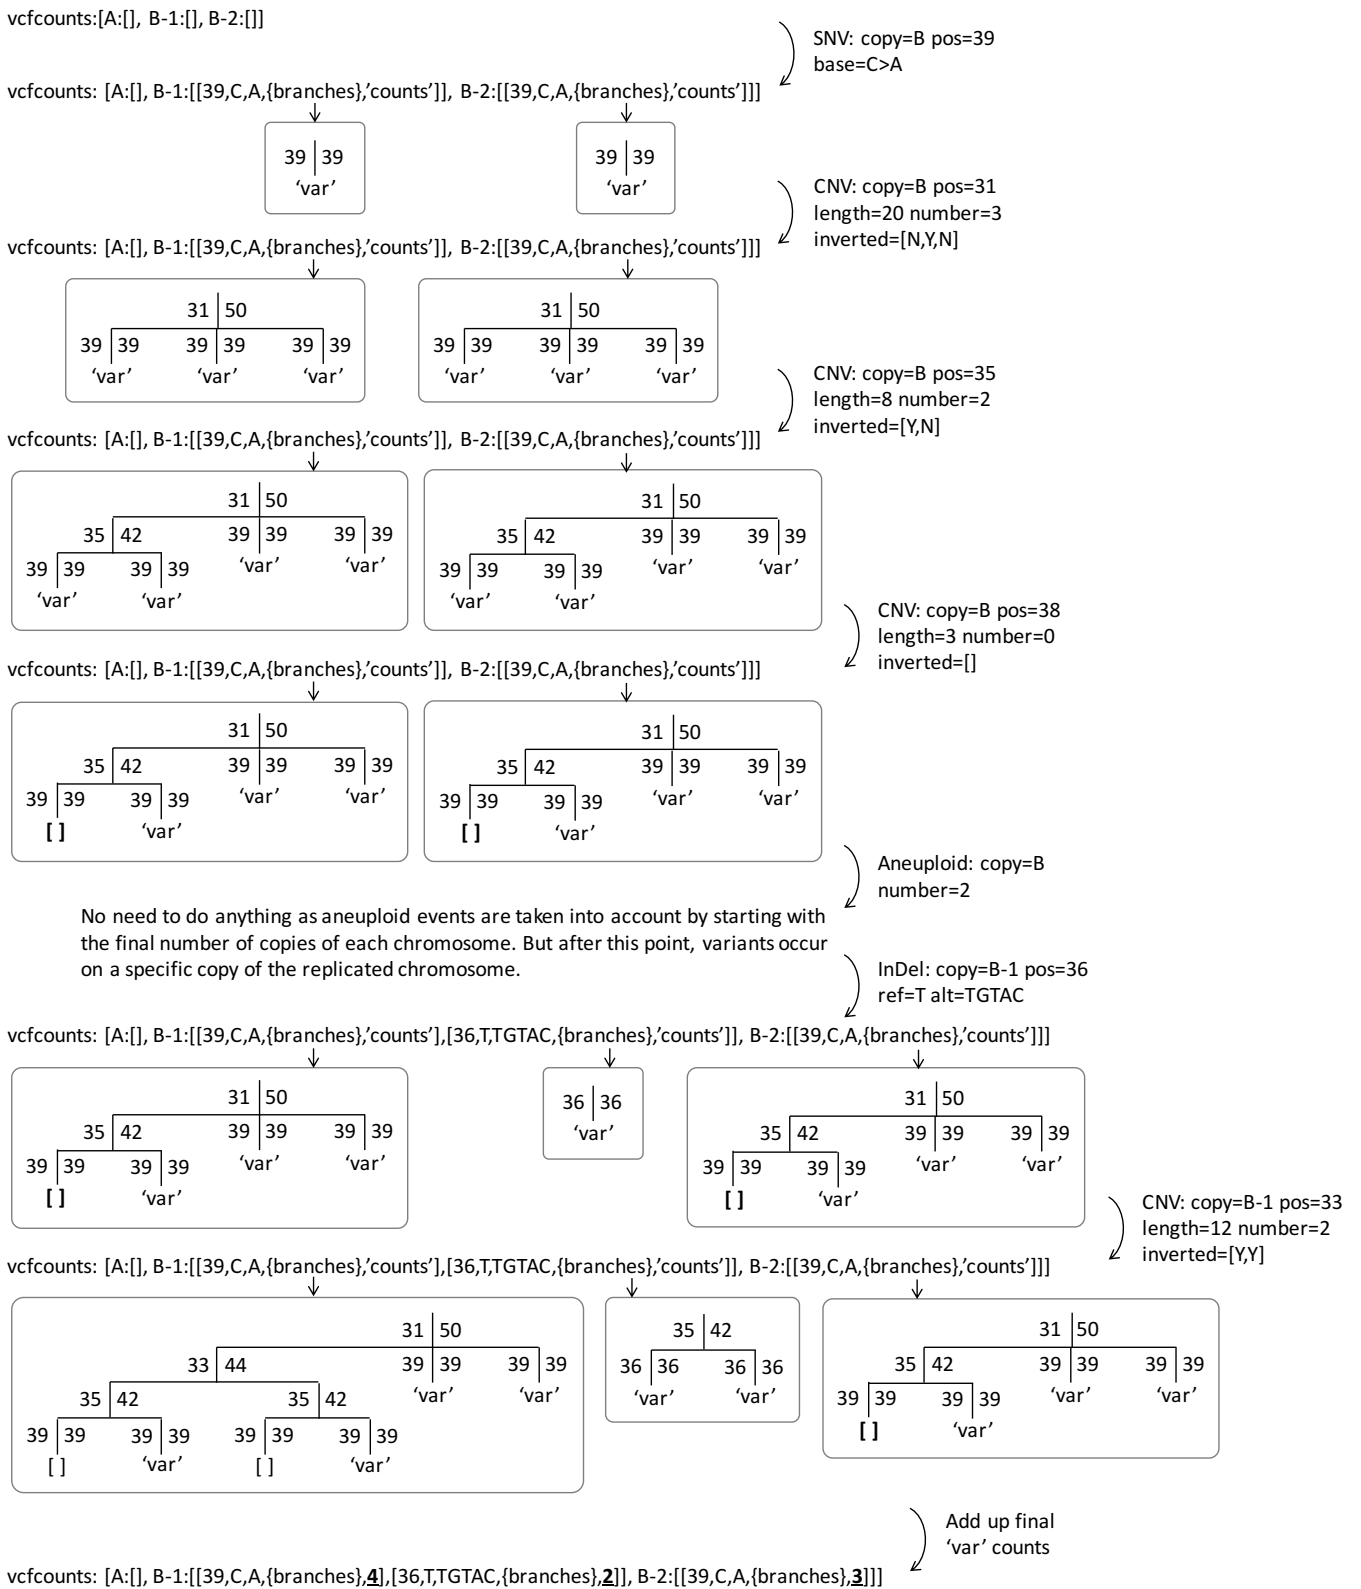 vcfcounts:[A:[], B-1:[], B-2:[]]
SNV: copy=B pos=39
base=C>A
vcfcounts: [A:[], B-1:[[39,C,A,{branches},’counts’]], B-2:[[39,C,A,{branches},’counts’]]]
39 39 39 39
‘var’ ‘var’
CNV: copy=B pos=31
length=20 number=3
inverted=[N,Y,N]
vcfcounts: [A:[], B-1:[[39,C,A,{branches},’counts’]], B-2:[[39,C,A,{branches},’counts’]]]
31 50 31 50
39 39 39 39 39 39 39 39 39 39 39 39
‘var’ ‘var’ ‘var’ ‘var’ ‘var’ ‘var’
CNV: copy=B pos=35
length=8 number=2
inverted=[Y,N]
vcfcounts: [A:[], B-1:[[39,C,A,{branches},’counts’]], B-2:[[39,C,A,{branches},’counts’]]]
31 50 31 50
35 42 39 39 39 39 35 42 39 39 39 39
‘var’ ‘var’ ‘var’ ‘var’
39 39 39 39 39 39 39 39
‘var’ ‘var’ ‘var’ ‘var’
CNV: copy=B pos=38
length=3 number=0
inverted=[]
vcfcounts: [A:[], B-1:[[39,C,A,{branches},’counts’]], B-2:[[39,C,A,{branches},’counts’]]]
31 50 31 50
35 42 39 39 39 39 35 42 39 39 39 39
‘var’ ‘var’ ‘var’ ‘var’
39 39 39 39 39 39 39 39
[ ] ‘var’ [ ] ‘var’
Aneuploid: copy=B
number=2
No need to do anything as aneuploid events are taken into account by starting with
the final number of copies of each chromosome. But after this point, variants occur
on a specific copy of the replicated chromosome.
InDel: copy=B-1 pos=36
ref=T alt=TGTAC
vcfcounts: [A:[], B-1:[[39,C,A,{branches},’counts’],[36,T,TGTAC,{branches},’counts’]], B-2:[[39,C,A,{branches},’counts’]]]
31 50 36 36 31 50
35 42 39 39 39 39 ‘var’ 35 42 39 39 39 39
‘var’ ‘var’ ‘var’ ‘var’
39 39 39 39 39 39 39 39
[ ] ‘var’ [ ] ‘var’
CNV: copy=B-1 pos=33
length=12 number=2
inverted=[Y,Y]
vcfcounts: [A:[], B-1:[[39,C,A,{branches},’counts’],[36,T,TGTAC,{branches},’counts’]], B-2:[[39,C,A,{branches},’counts’]]]
31 50 35 42 31 50
33 44 39 39 39 39 36 36 36 36 35 42 39 39 39 39
‘var’ ‘var’ ‘var’ ‘var’ ‘var’ ‘var’
35 42 35 42 39 39 39 39
39 39 39 39 39 39 39 39 [ ] ‘var’
[ ] ‘var’ [ ] ‘var’
Add up final
‘var’ counts
vcfcounts: [A:[], B-1:[[39,C,A,{branches},4],[36,T,TGTAC,{branches},2]], B-2:[[39,C,A,{branches},3]]]